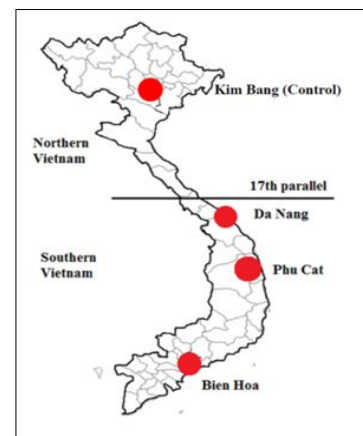 Kim Bang (Control)
Northern
Vietnam
17th parallel
Da Nang
Southern
Vietnam
Phu Cat
Bien Hoa